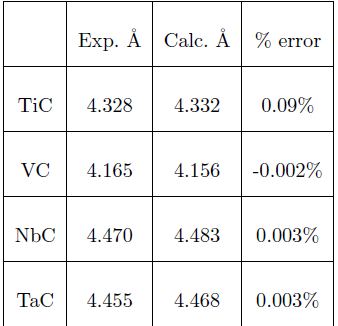 Exp. Å Calc. Å % error
TiC 4.328 4.332 0.09%
VC 4.165 4.156 -0.002%
NbC 4.470 4.483 0.003%
TaC 4.455 4.468 0.003%